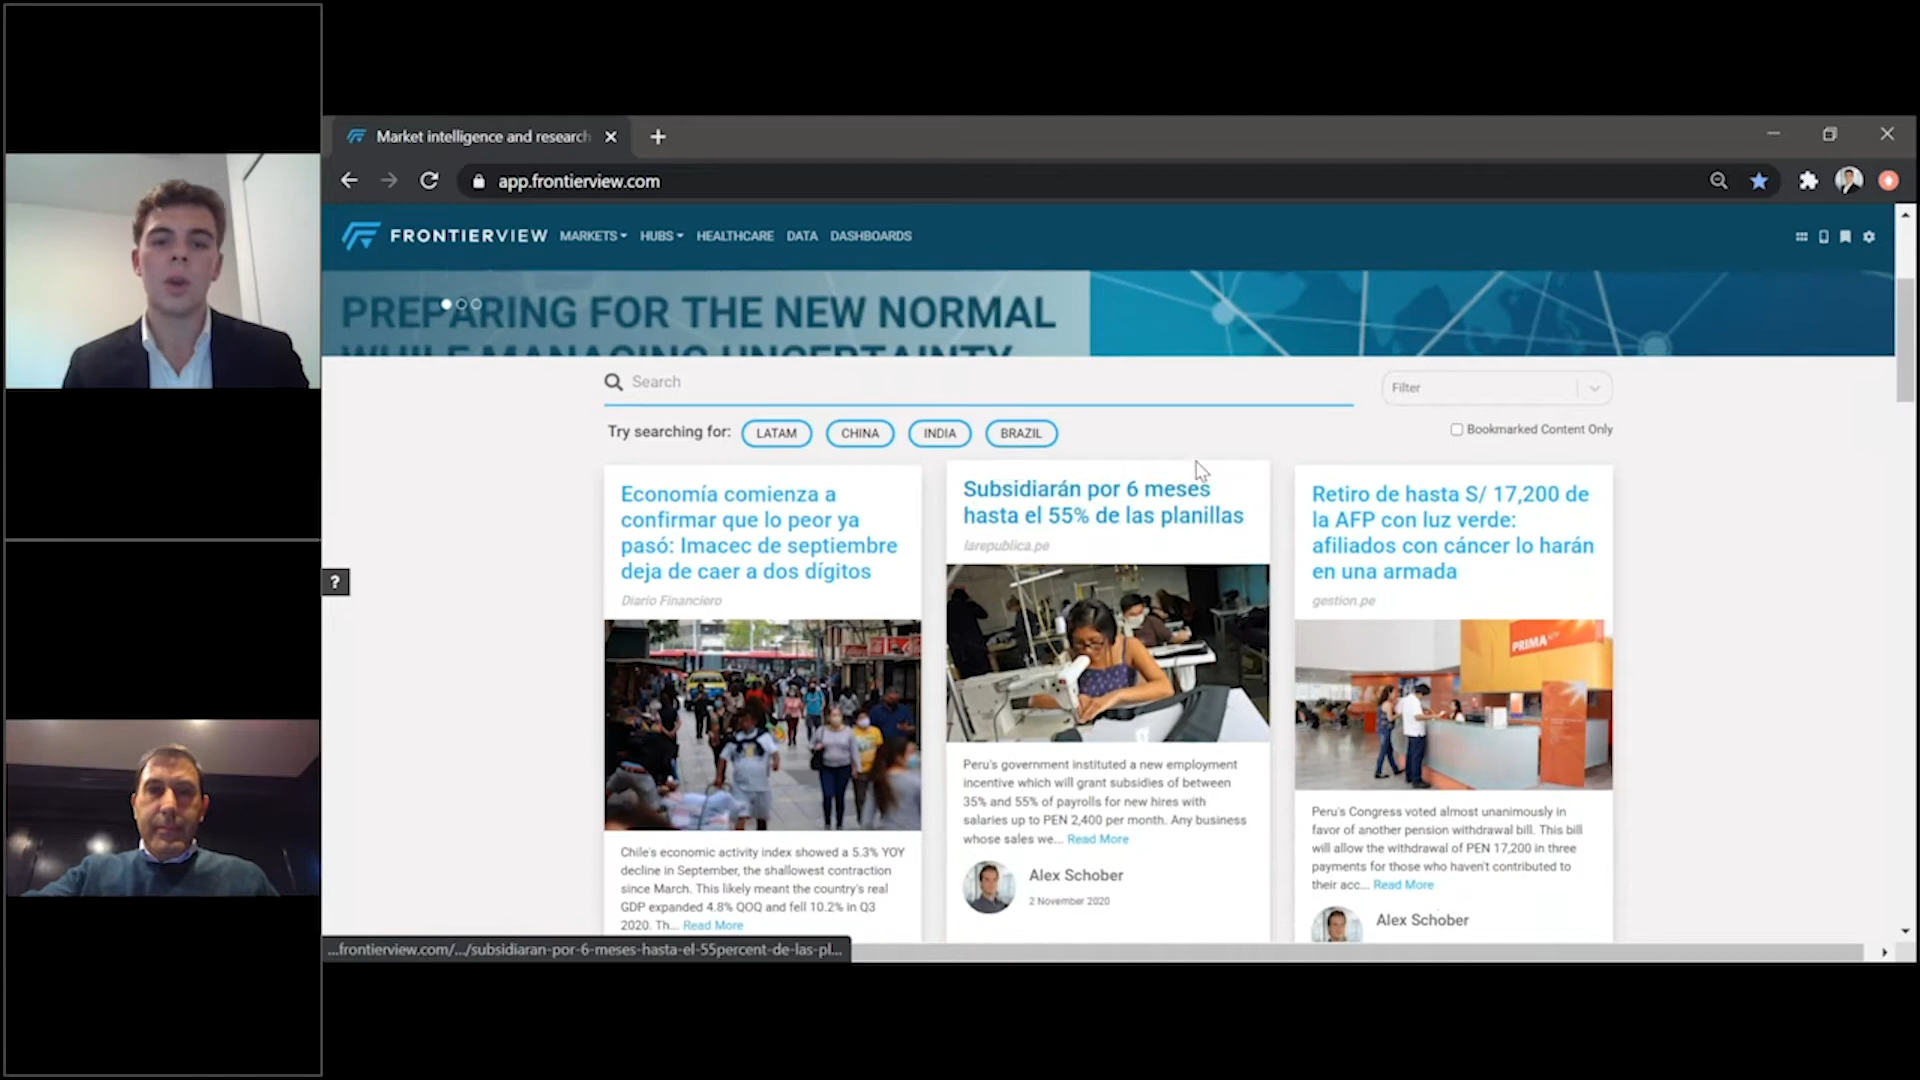 Market intelligence and research
app.frontierview.com
FRONTIERVIEW MARKETS HUBS HEALTHCARE DATA DASHBOARDS
PREPARING FOR THE NEW NORMAL
WHILE MANAGING UNCERTAINTY
Search
Filter
Try searching for: LATAM CHINA INDIA BRAZIL
Bookmarked Content Only
Economía comienza a
confirmar que lo peor ya
pasó: Imacec de septiembre
deja de caer a dos dígitos
Diario Financiero
Chile's economic activity index showed a 5.3% YOY
decline in September, the shallowest contraction
since March. This likely meant the country's real
GDP expanded 4.8% QOQ and fell 10.2% in Q3
2020. Th... Read More
Subsidiarán por 6 meses
hasta el 55% de las planillas
larepublica.pe
Peru's government instituted a new employment
incentive which will grant subsidies of between
35% and 55% of payrolls for new hires with
salaries up to PEN 2,400 per month. Any business
whose sales we... Read More
Alex Schober
2 November 2020
Retiro de hasta S/ 17,200 de
la AFP con luz verde:
afiliados con cáncer lo harán
en una armada
gestion.pe
PRIMA AFP
Peru's Congress voted almost unanimously in
favor of another pension withdrawal bill. This bill
will allow the withdrawal of PEN 17,200 in three
payments for those who haven't contributed to
their acc... Read More
Alex Schober
?
...frontierview.com/.../subsidiaran-por-6-meses-hasta-el-55percent-de-las-pl...